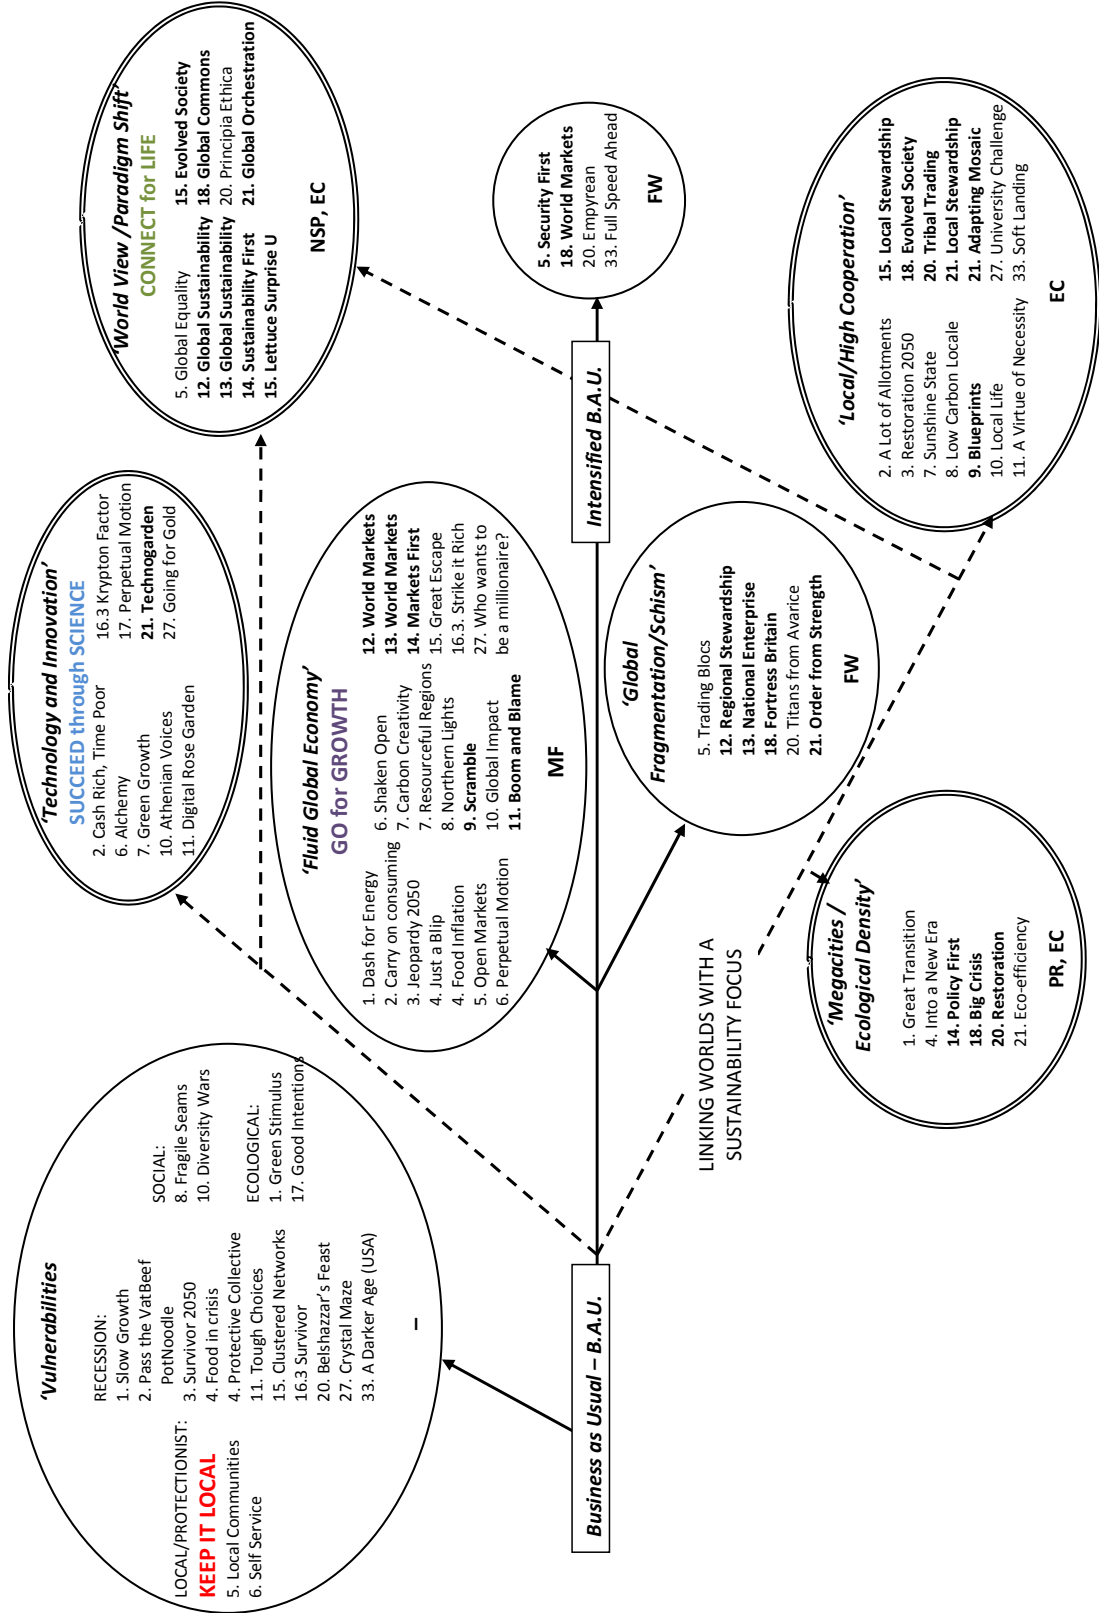 'Vulnerabilities
LOCAL/PROTECTIONIST:
KEEP IT LOCAL
5. Local Communities
6. Self Service
RECESSION:
1. Slow Growth
2. Pass the VatBeef
PotNoodle
3. Survivor 2050
4. Food in crisis
4. Protective Collective
11. Tough Choices
15. Clustered Networks
16.3 Survivor
20. Belshazzar's Feast
27. Crystal Maze
33. A Darker Age (USA)
SOCIAL:
8. Fragile Seams
10. Diversity Wars
ECOLOGICAL:
1. Green Stimulus
17. Good Intentions
–
'Technology and Innovation'
SUCCEED through SCIENCE
2. Cash Rich, Time Poor
6. Alchemy
7. Green Growth
10. Athenian Voices
11. Digital Rose Garden
16.3 Krypton Factor
17. Perpetual Motion
21. Technogarden
27. Going for Gold
'World View /Paradigm Shift'
CONNECT for LIFE
5. Global Equality
12. Global Sustainability
13. Global Sustainability
14. Sustainability First
15. Lettuce Surprise U
15. Evolved Society
18. Global Commons
20. Principia Ethica
21. Global Orchestration
NSP, EC
'Fluid Global Economy'
GO for GROWTH
1. Dash for Energy
2. Carry on consuming
3. Jeopardy 2050
4. Just a Blip
4. Food Inflation
5. Open Markets
6. Perpetual Motion
6. Shaken Open
7. Carbon Creativity
7. Resourceful Regions
8. Northern Lights
9. Scramble
10. Global Impact
11. Boom and Blame
12. World Markets
13. World Markets
14. Markets First
15. Great Escape
16.3. Strike it Rich
27. Who wants to
be a millionaire?
MF
5. Security First
18. World Markets
20. Empyrean
33. Full Speed Ahead
FW
Business as Usual – B.A.U.
Intensified B.A.U.
'Global
Fragmentation/Schism'
5. Trading Blocs
12. Regional Stewardship
13. National Enterprise
18. Fortress Britain
20. Titans from Avarice
21. Order from Strength
FW
LINKING WORLDS WITH A
SUSTAINABILITY FOCUS
'Megacities /
Ecological Density'
1. Great Transition
4. Into a New Era
14. Policy First
18. Big Crisis
20. Restoration
21. Eco-efficiency
PR, EC
'Local/High Cooperation'
2. A Lot of Allotments
3. Restoration 2050
7. Sunshine State
8. Low Carbon Locale
9. Blueprints
10. Local Life
11. A Virtue of Necessity
15. Local Stewardship
18. Evolved Society
20. Tribal Trading
21. Local Stewardship
21. Adapting Mosaic
27. University Challenge
33. Soft Landing
EC